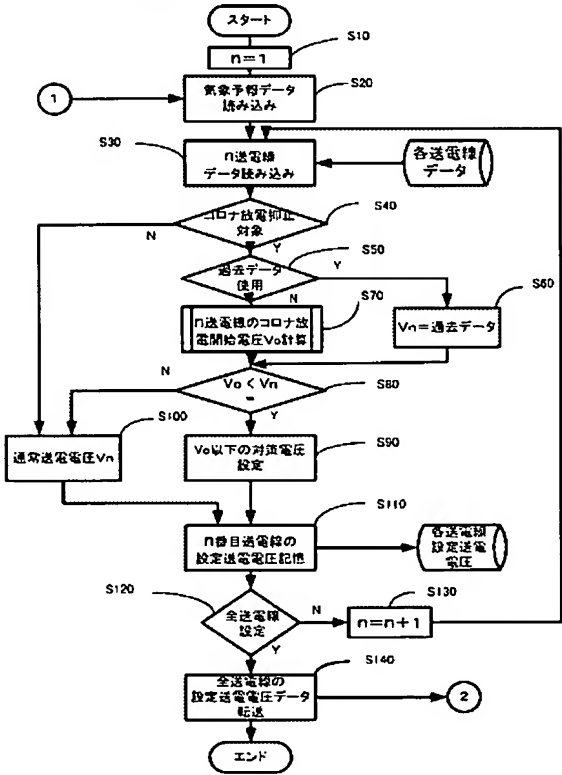 スタート
S10
n=1
1
気象予報データ
読み込み
S20
S30
n送電線
データ読み込み
各送電線
データ
S40
コロナ放電抑止
対象
N
Y
S50
過去データ
使用
Y
N
S60
Vn=過去データ
S70
n送電線のコロナ放
電開始電圧Vo計算
N
S80
Vo<Vn
=
Y
S100
通常送電電圧Vn
S90
Vo以下の対策電圧
設定
S110
n番目送電線の
設定送電電圧記憶
各送電線
設定送電
電圧
S120
全送電線
設定
N
Y
S130
n=n+1
S140
全送電線の
設定送電電圧データ
転送
2
エンド